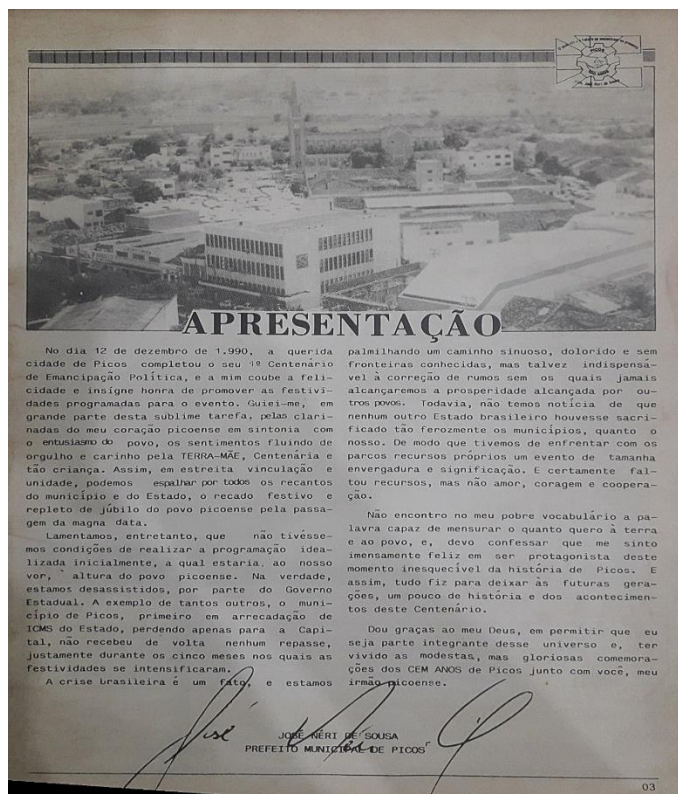 PICOS
APRESENTAÇÃO
No dia 12 de dezembro de 1.990, a querida
cidade de Picos completou o seu 1º Centenário
de Emancipação Política, e a mim coube a feli-
cidade e insigne honra de promover as festivi-
dades programadas para o evento. Guiei-me, em
grande parte desta sublime tarefa, pelas clari-
nadas do meu coração picoense em sintonia com
o entusiasmo do povo, os sentimentos fluindo de
orgulho e carinho pela TERRA-MÃE, Centenária e
tão criança. Assim, em estreita vinculação e
unidade, podemos espalhar por todos os recantos
do município e do Estado, o recado festivo e
repleto de júbilo do povo picoense pela passa-
gem da magna data.
Lamentamos, entretanto, que não tivésse-
mos condições de realizar a programação idea-
lizada inicialmente, a qual estaria, ao nosso
vor, à altura do povo picoense. Na verdade,
estamos desassistidos, por parte do Governo
Estadual. A exemplo de tantos outros, o muni-
cípio de Picos, primeiro em arrecadação de
ICMS do Estado, perdendo apenas para a Capi-
tal, não recebeu de volta nenhum repasse,
justamente durante os cinco meses nos quais as
festividades se intensificaram.
A crise brasileira é um fato, e estamos
palmilhando um caminho sinuoso, dolorido e sem
fronteiras conhecidas, mas talvez indispensá-
vel à correção de rumos sem os quais jamais
alcançaremos a prosperidade alcançada por ou-
tros povos. Todavia, não temos notícia de que
nenhum outro Estado brasileiro houvesse sacri-
ficado tão ferozmente os municípios, quanto o
nosso. De modo que tivemos de enfrentar com os
parcos recursos próprios um evento de tamanha
envergadura e significação. E certamente fal-
tou recursos, mas não amor, coragem e coopera-
ção.
Não encontro no meu pobre vocabulário a pa-
lavra capaz de mensurar o quanto quero à terra
e ao povo, e, devo confessar que me sinto
imensamente feliz em ser protagonista deste
momento inesquecível da história de Picos. E
assim, tudo fiz para deixar às futuras gera-
ções, um pouco de história e dos acontecimen-
tos deste Centenário.
Dou graças ao meu Deus, em permitir que eu
seja parte integrante desse universo e, ter
vivido as modestas, mas gloriosas comemora-
ções dos CEM ANOS de Picos junto com você, meu
irmão picoense.
José Néri
JOSÉ NERI DE SOUSA
PREFEITO MUNICIPAL DE PICOS
03